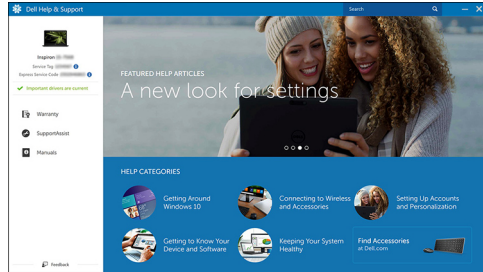 Dell Help & Support
Search
Inspiron
Service Tag
Express Service Code
Important drivers are current
Warranty
SupportAssist
Manuals
Feedback
FEATURED HELP ARTICLES
A new look for settings
HELP CATEGORIES
Getting Around
Windows 10
Connecting to Wireless
and Accessories
Setting Up Accounts
and Personalization
Getting to Know Your
Device and Software
Keeping Your System
Healthy
Find Accessories
at Dell.com